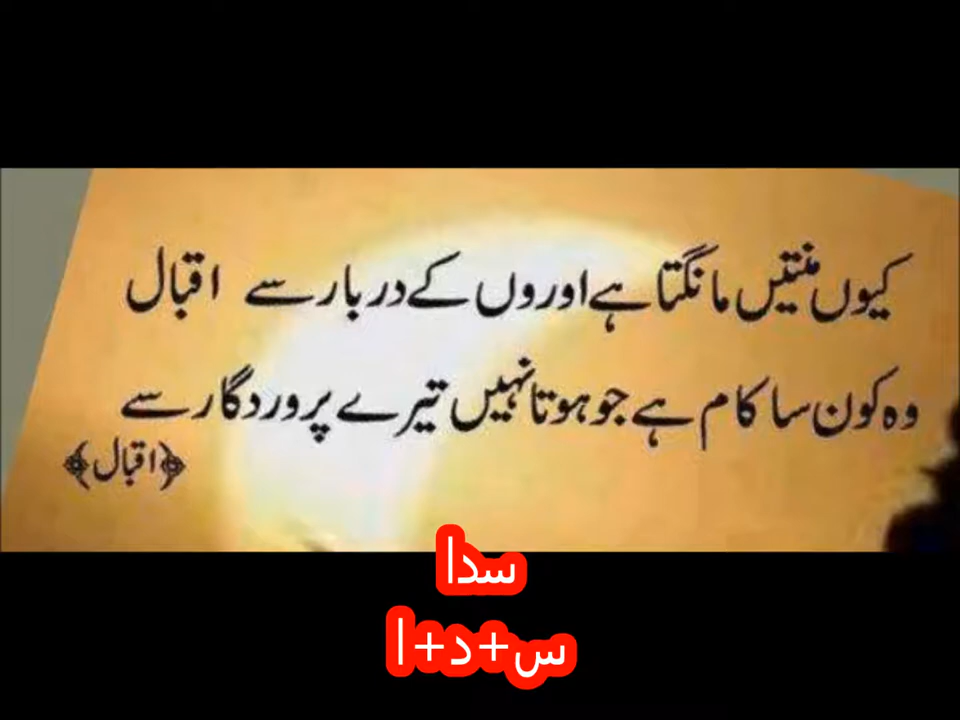 کیوں منتیں مانگتا ہے اوروں کے دربار سے اقبال
وہ کون سا کام ہے جو ہوتا نہیں تیرے پروردگار سے
﴿اقبال﴾
سدا
س+د+ا